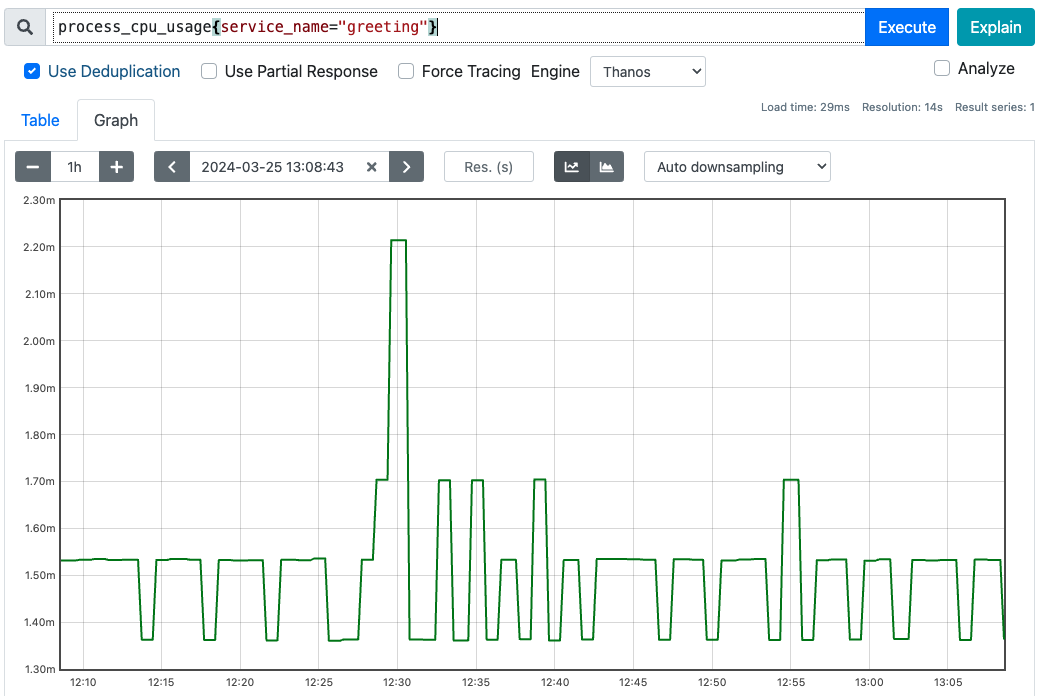 process_cpu_usage{service_name="greeting"} Execute Explain
Use Deduplication Use Partial Response Force Tracing Engine Thanos Analyze
Load time: 29ms Resolution: 14s Result series: 1
Table Graph
1h 2024-03-25 13:08:43 Res. (s) Auto downsampling
2.30m
2.20m
2.10m
2.00m
1.90m
1.80m
1.70m
1.60m
1.50m
1.40m
1.30m
12:10 12:15 12:20 12:25 12:30 12:35 12:40 12:45 12:50 12:55 13:00 13:05